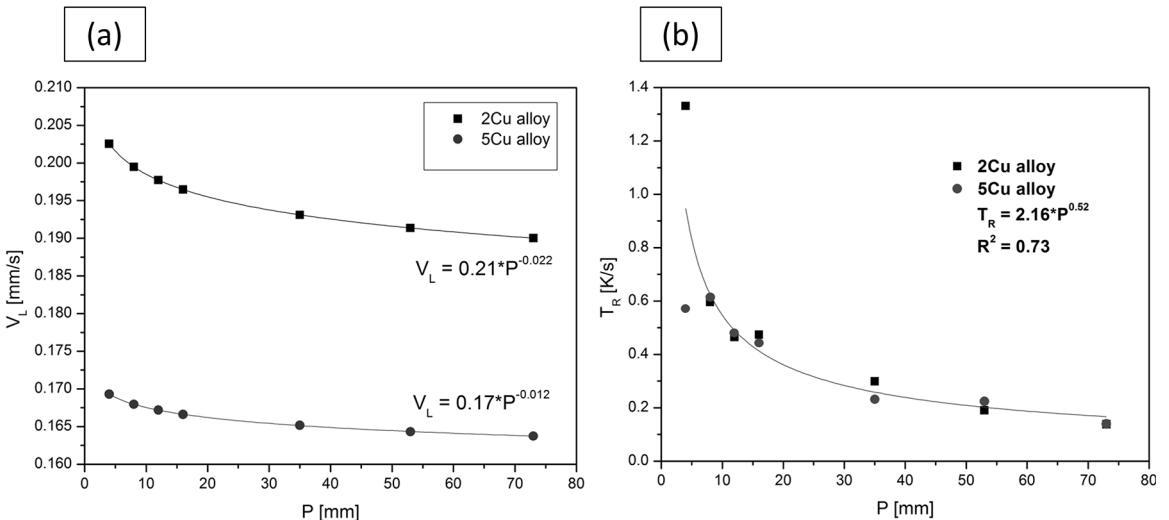 (a)
0.210
0.205
0.200
0.195
0.190
0.185
0.180
0.175
0.170
0.165
0.160
V_L [mm/s]
2Cu alloy
5Cu alloy
V_L = 0.21*P^-0.022
V_L = 0.17*P^-0.012
0 10 20 30 40 50 60 70 80
P [mm]
(b)
1.4
1.2
1.0
0.8
0.6
0.4
0.2
0.0
T_R [K/s]
2Cu alloy
5Cu alloy
T_R = 2.16*P^0.52
R^2 = 0.73
0 10 20 30 40 50 60 70 80
P [mm]